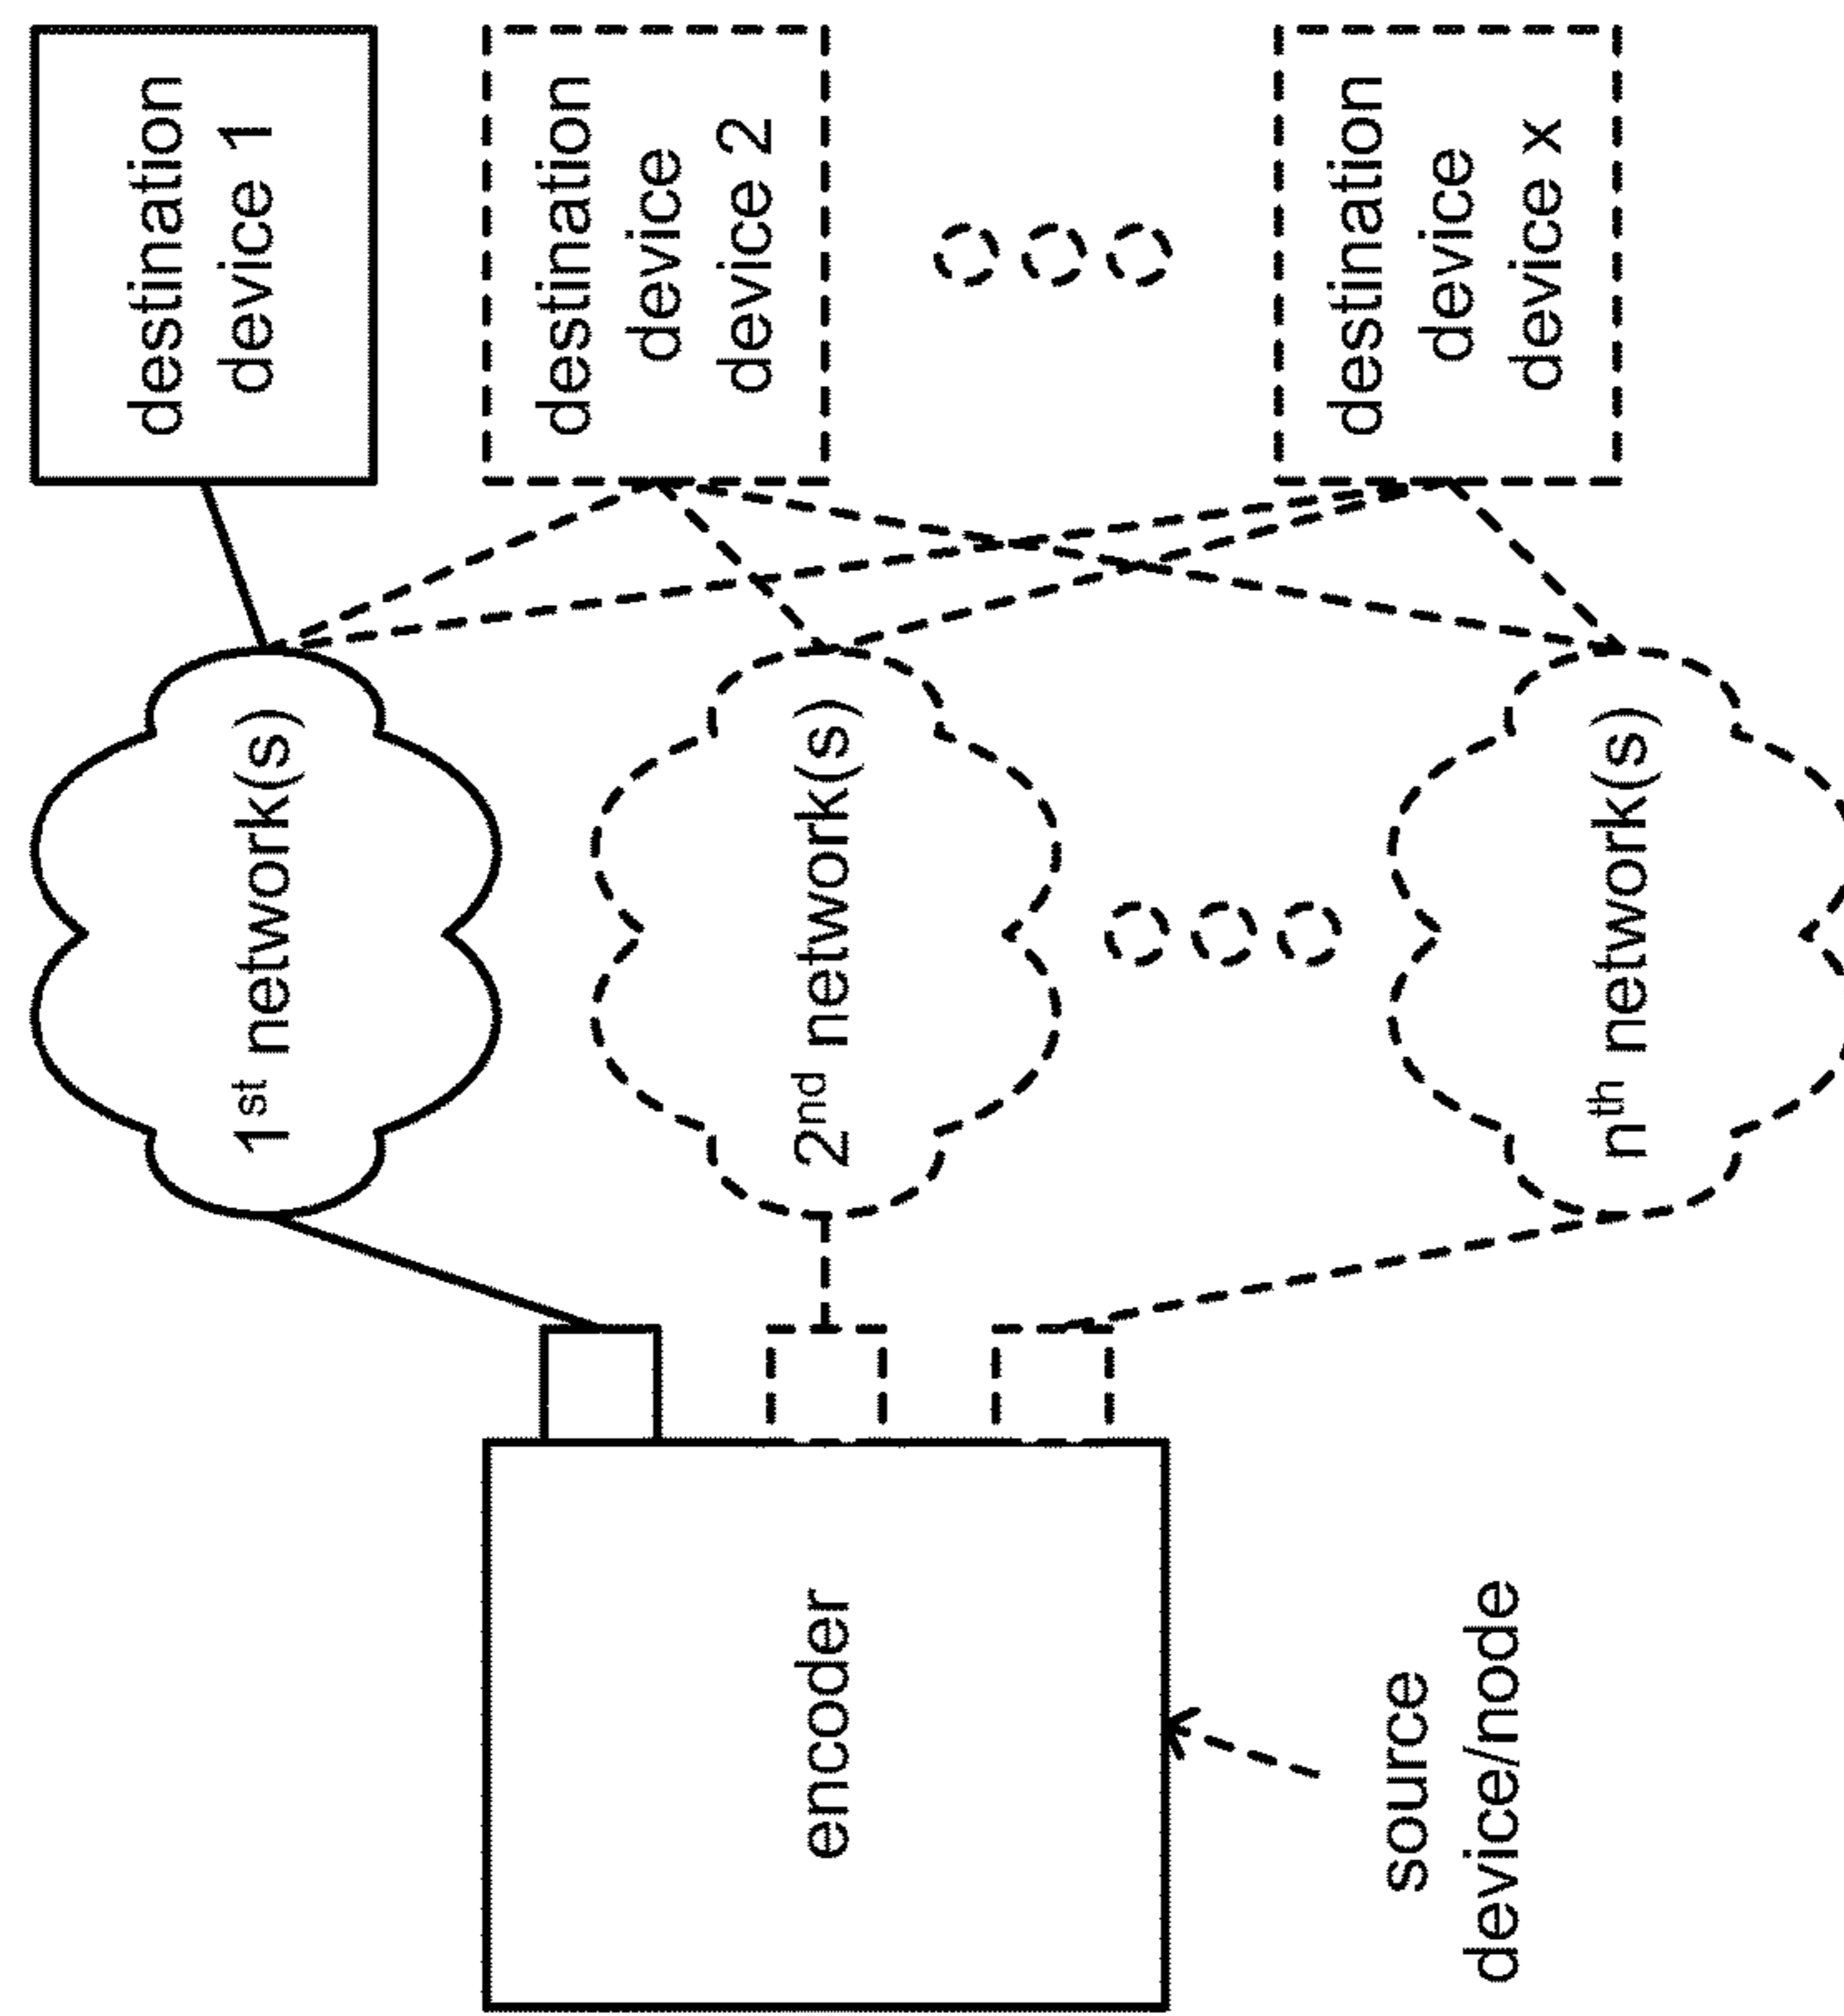 encoder
source
device/node
1st network(s)
2nd network(s)
nth network(s)
destination
device 1
destination
device
device 2
destination
device
device x